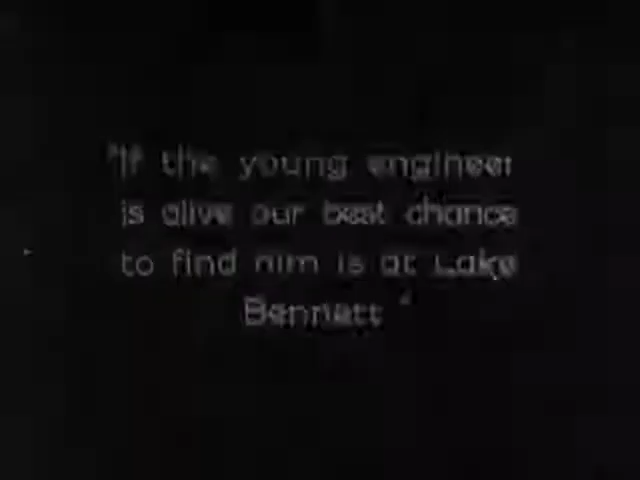 "If the young engineer
is alive our best chance
to find him is at Lake
Bennett "